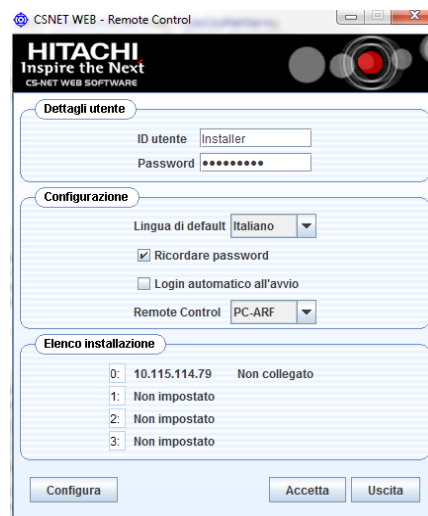 CSNET WEB - Remote Control
HITACHI
Inspire the Next
CS-NET WEB SOFTWARE
Dettagli utente
ID utente Installer
Password •••••••••
Configurazione
Lingua di default Italiano
Ricordare password
Login automatico all'avvio
Remote Control PC-ARF
Elenco installazione
0: 10.115.114.79 Non collegato
1: Non impostato
2: Non impostato
3: Non impostato
Configura Accetta Uscita